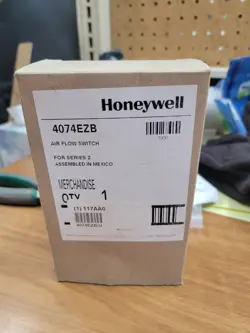 Honeywell
4074EZB
AIR FLOW SWITCH
FOR SERIES 2
ASSEMBLED IN MEXICO
MERCHANDISE
QTY 1